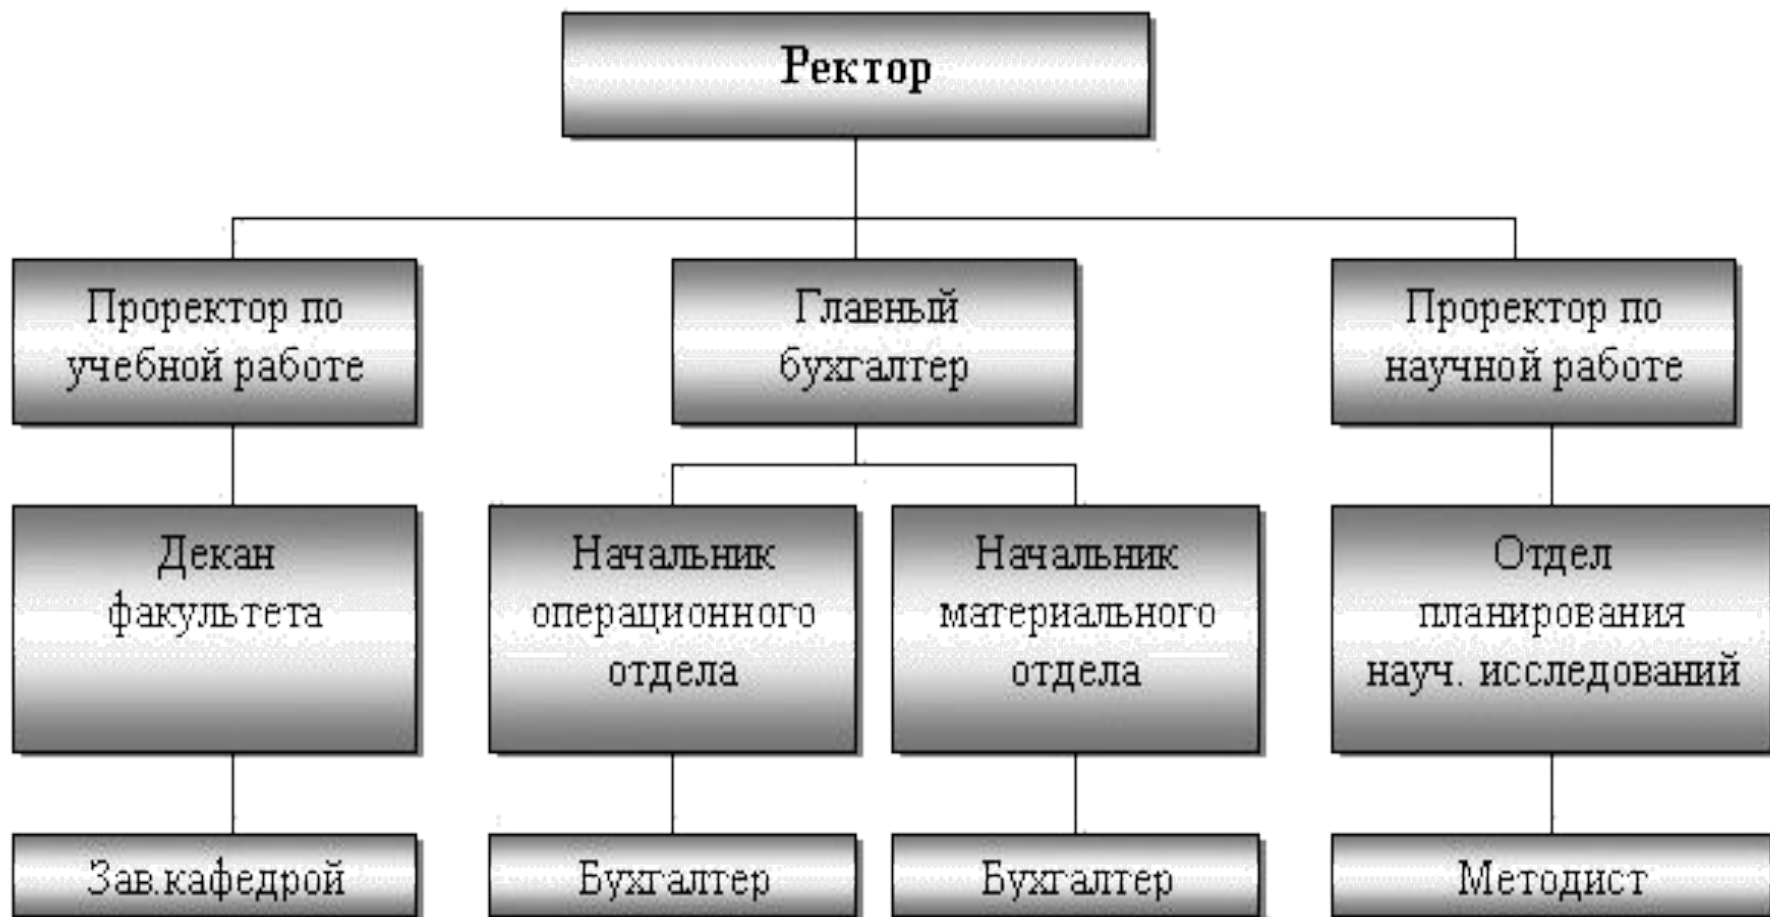 Ректор
Проректор по
учебной работе
Главный
бухгалтер
Проректор по
научной работе
Декан
факультета
Начальник
операционного
отдела
Начальник
материального
отдела
Отдел
планирования
науч. исследований
Зав.кафедрой
Бухгалтер
Бухгалтер
Методист